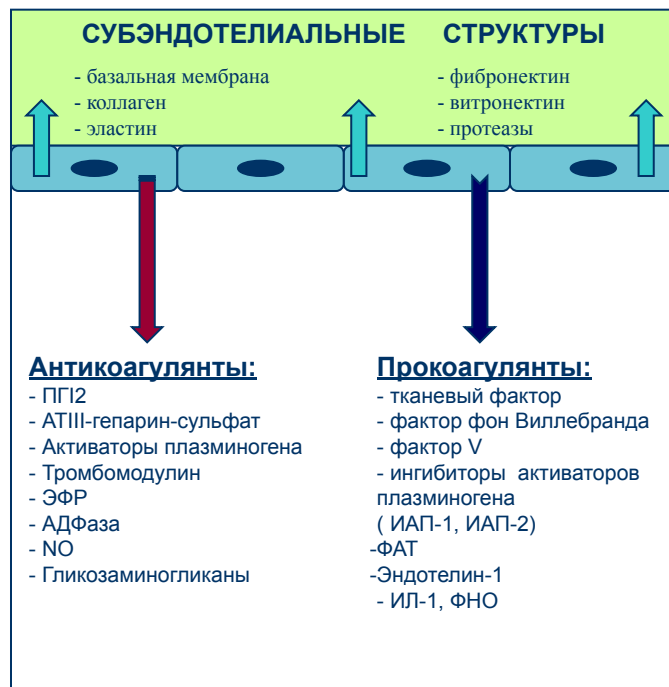 СУБЭНДОТЕЛИАЛЬНЫЕ СТРУКТУРЫ
- базальная мембрана
- коллаген
- эластин
- фибронектин
- витронектин
- протеазы
Антикоагулянты:
- ПГI2
- АТIII-гепарин-сульфат
- Активаторы плазминогена
- Тромбомодулин
- ЭФР
- АДФаза
- NO
- Гликозаминогликаны
Прокоагулянты:
- тканевый фактор
- фактор фон Виллебранда
- фактор V
- ингибиторы активаторов
плазминогена
( ИАП-1, ИАП-2)
-ФАТ
-Эндотелин-1
- ИЛ-1, ФНО